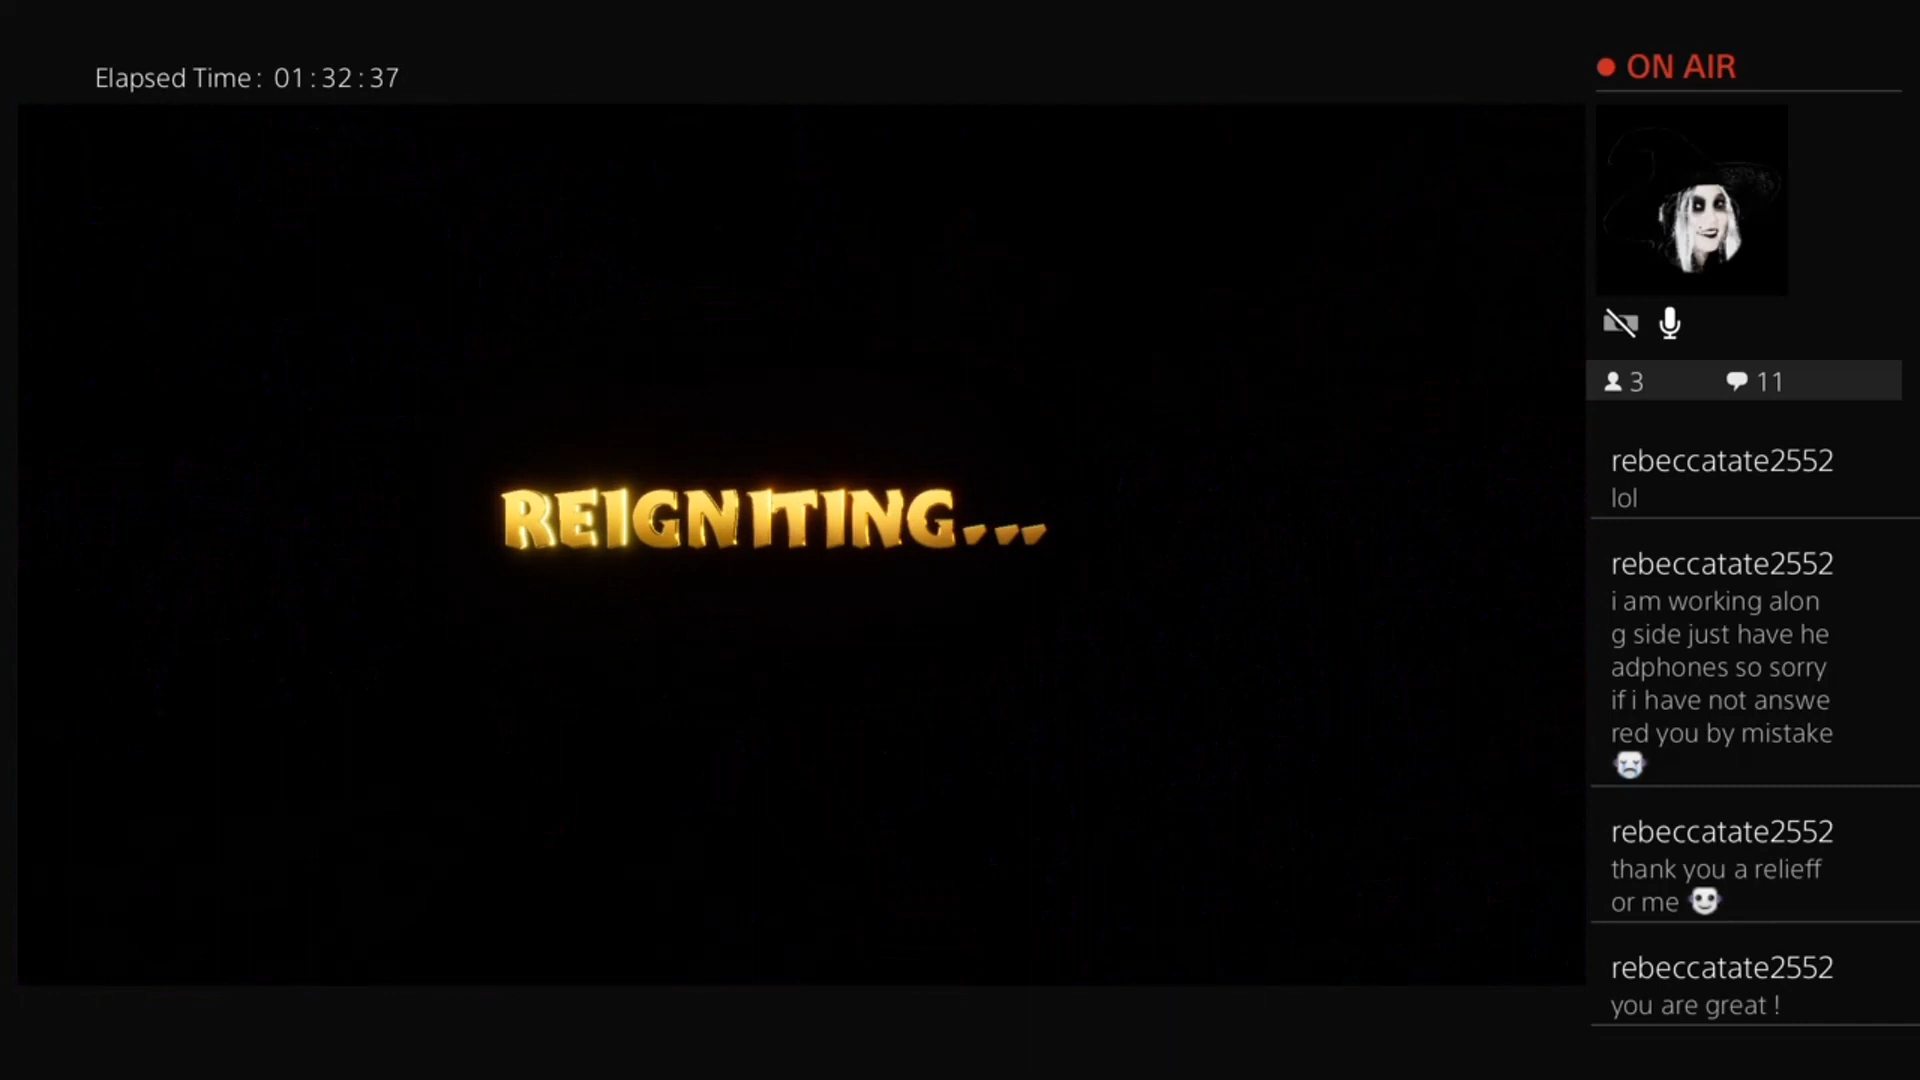 Elapsed Time: 01:32:37
ON AIR
3
11
REIGNITING...
rebeccatate2552
lol
rebeccatate2552
i am working alon
g side just have he
adphones so sorry
if i have not answe
red you by mistake
rebeccatate2552
thank you a relieff
or me
rebeccatate2552
you are great !